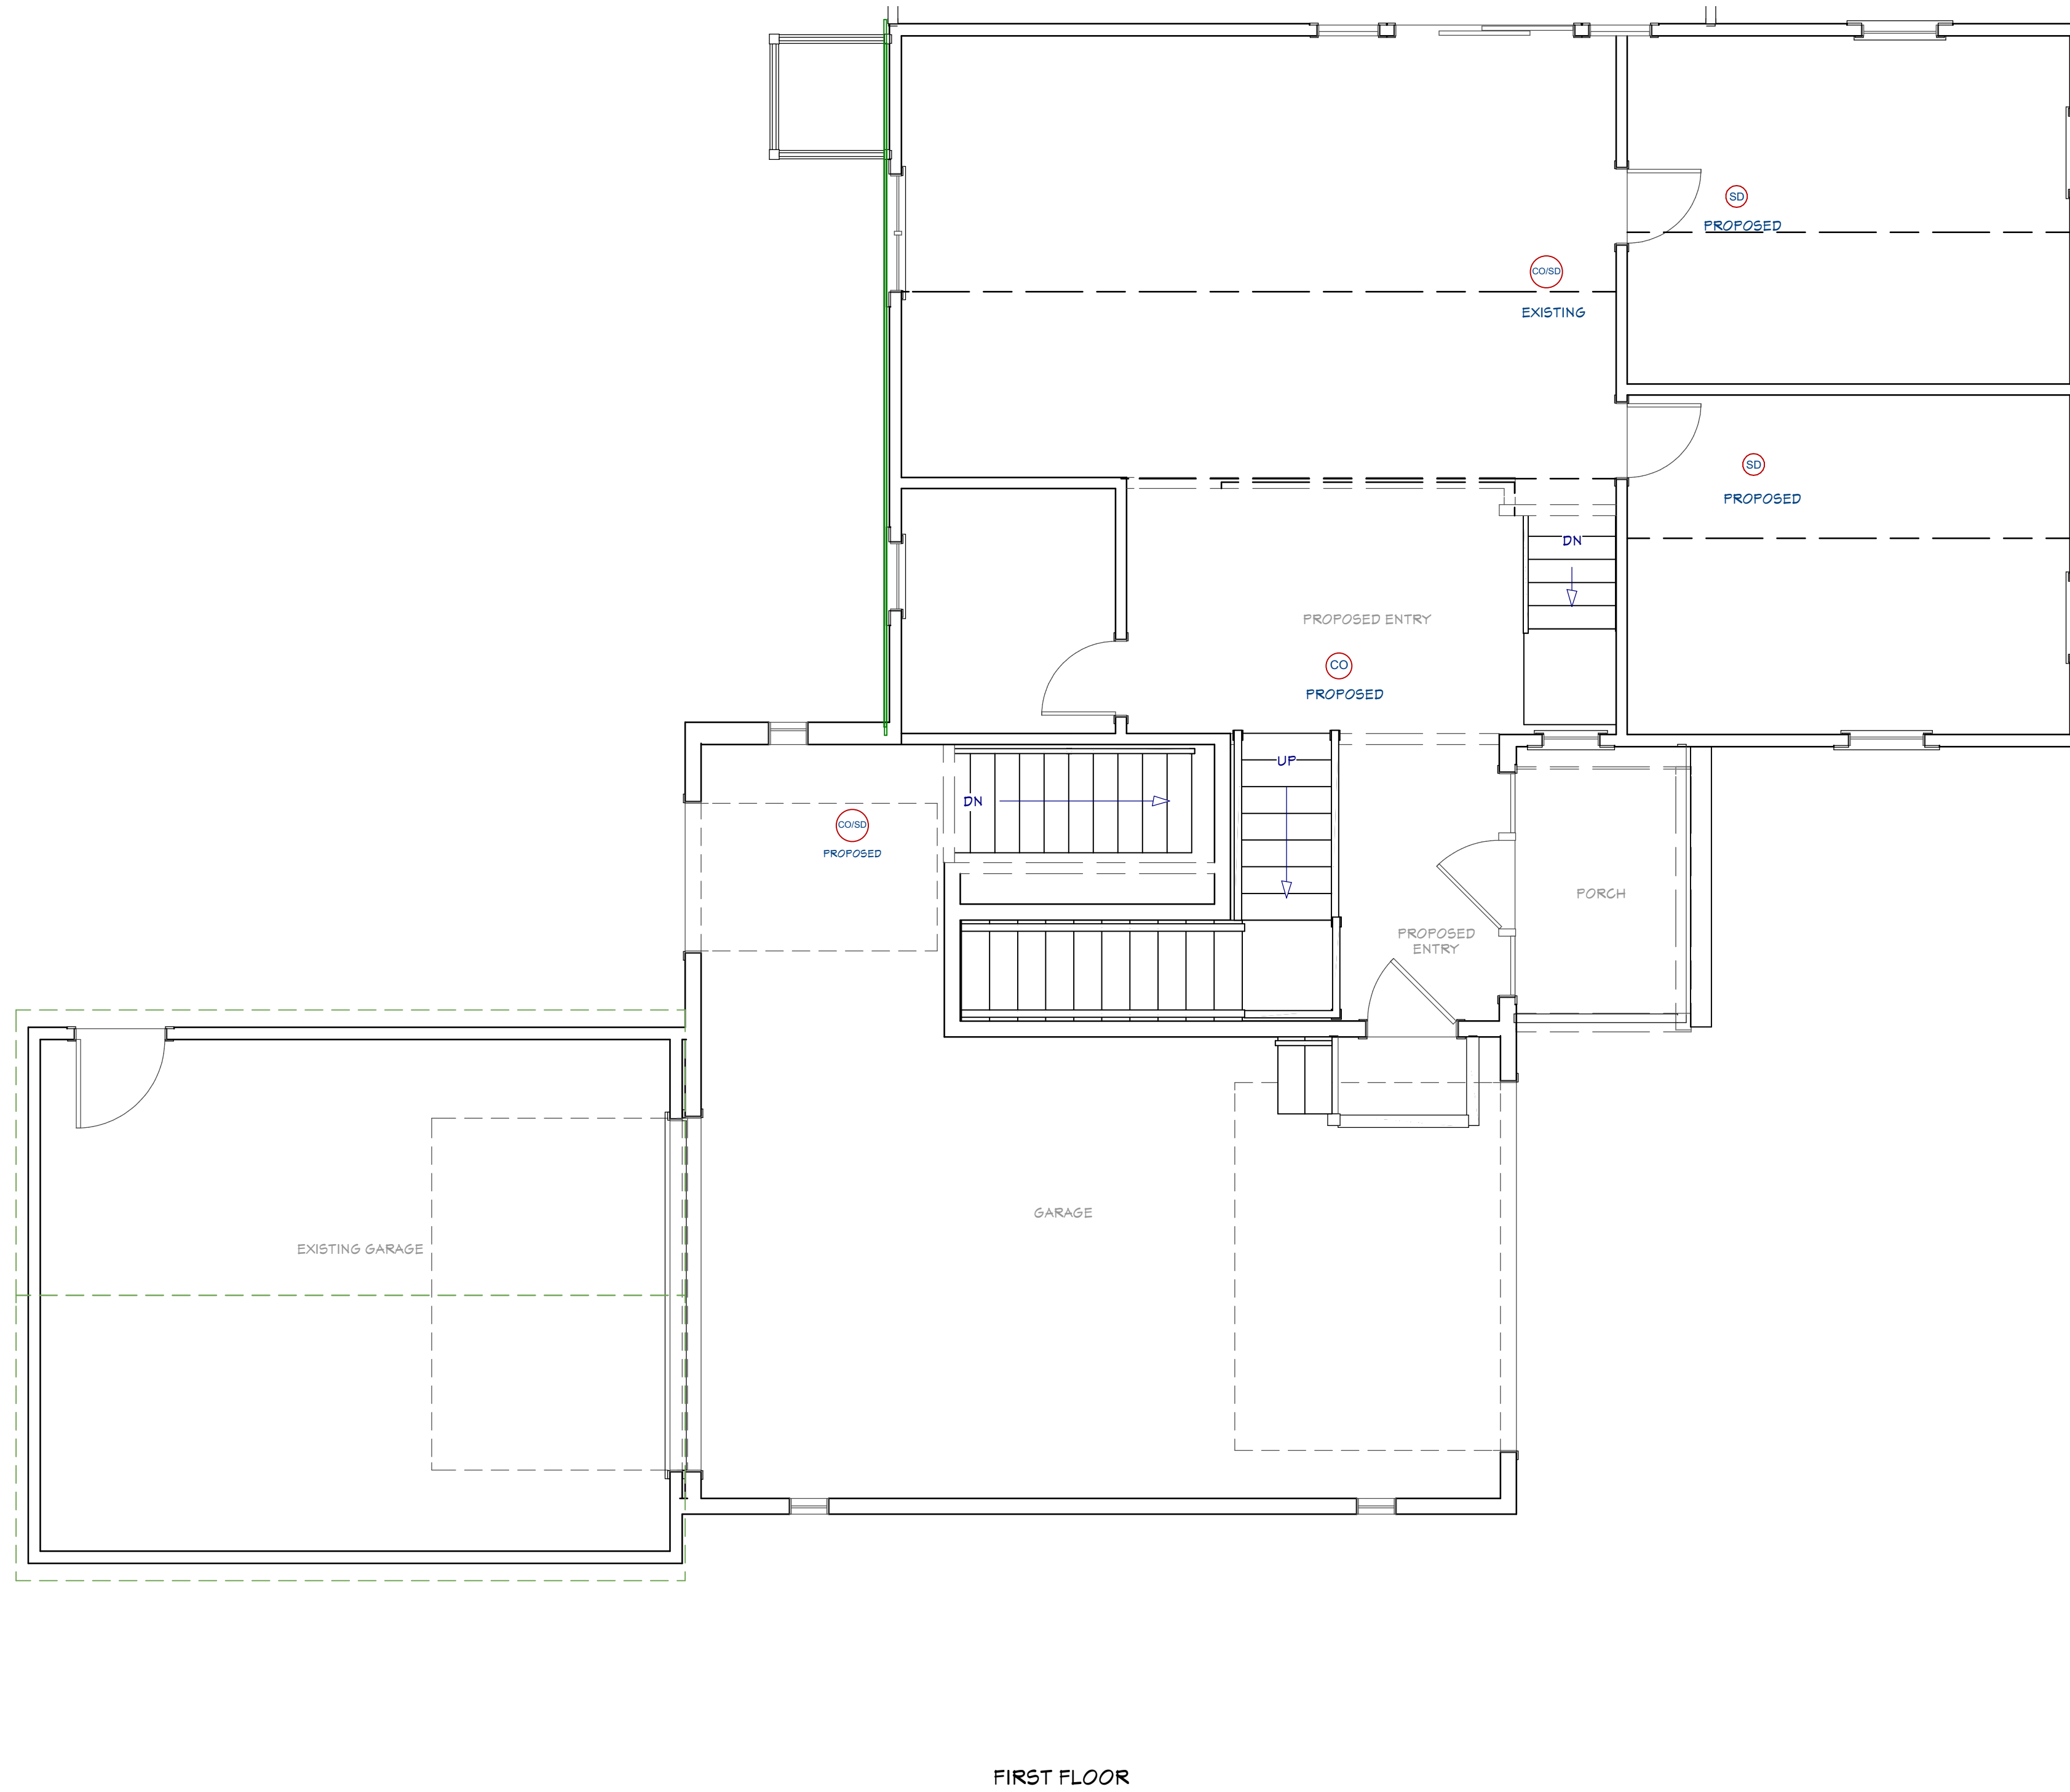 SD
PROPOSED
CO/SD
EXISTING
SD
PROPOSED
DN
PROPOSED ENTRY
CO
PROPOSED
UP
DN
CO/SD
PROPOSED
PORCH
PROPOSED
ENTRY
GARAGE
EXISTING GARAGE
FIRST FLOOR